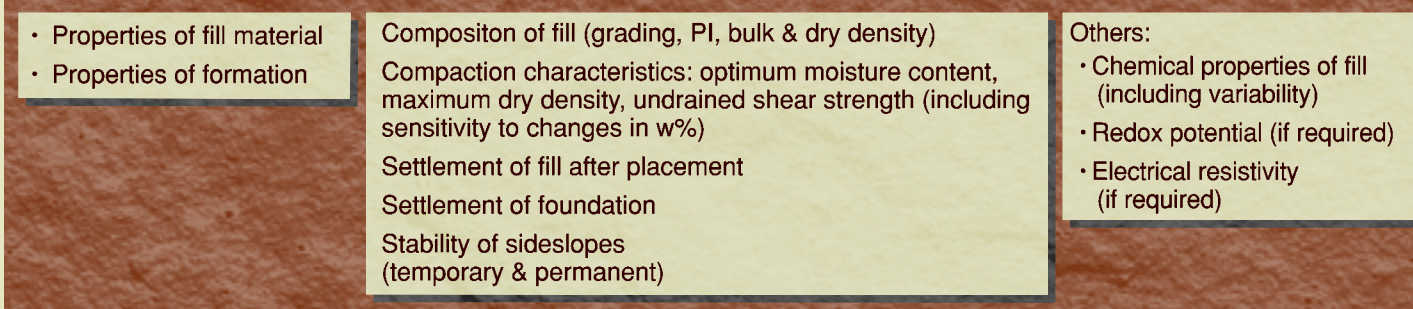 · Properties of fill material
· Properties of formation
Compositon of fill (grading, PI, bulk & dry density)
Compaction characteristics: optimum moisture content,
maximum dry density, undrained shear strength (including
sensitivity to changes in w%)
Settlement of fill after placement
Settlement of foundation
Stability of sideslopes
(temporary & permanent)
Others:
· Chemical properties of fill
(including variability)
· Redox potential (if required)
· Electrical resistivity
(if required)